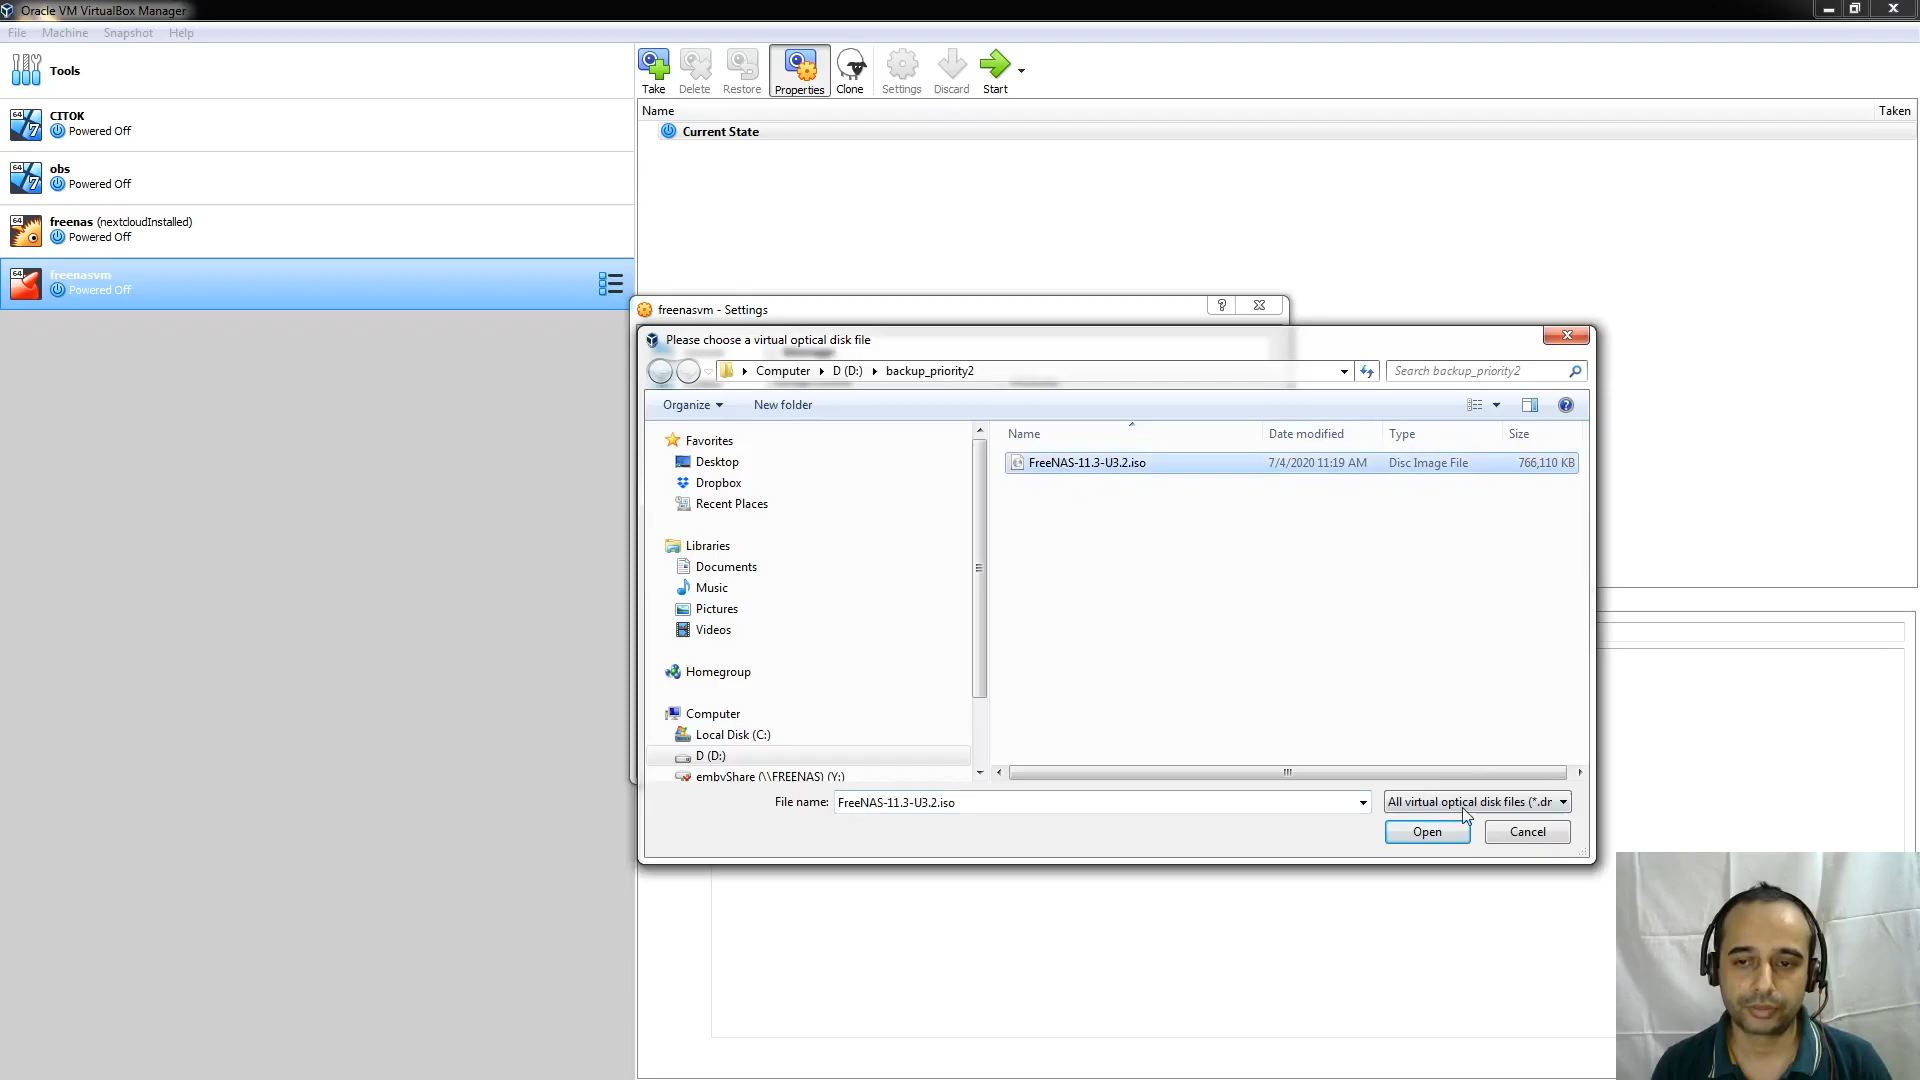 Oracle VM VirtualBox Manager
File Machine Snapshot Help
Tools
Take Delete Restore Properties Clone Settings Discard Start
Name Taken
Current State
64 CITOK
Powered Off
64 obs
Powered Off
64 freenas (nextcloudInstalled)
Powered Off
64 freenasvm
Powered Off
freenasvm - Settings
Please choose a virtual optical disk file
Computer D (D:) backup_priority2
Search backup_priority2
Organize New folder
Name Date modified Type Size
FreeNAS-11.3-U3.2.iso 7/4/2020 11:19 AM Disc Image File 766,110 KB
Favorites
Desktop
Dropbox
Recent Places
Libraries
Documents
Music
Pictures
Videos
Homegroup
Computer
Local Disk (C:)
D (D:)
embyShare (\\FREENAS) (Y:)
File name: FreeNAS-11.3-U3.2.iso All virtual optical disk files (*.dr
Open Cancel